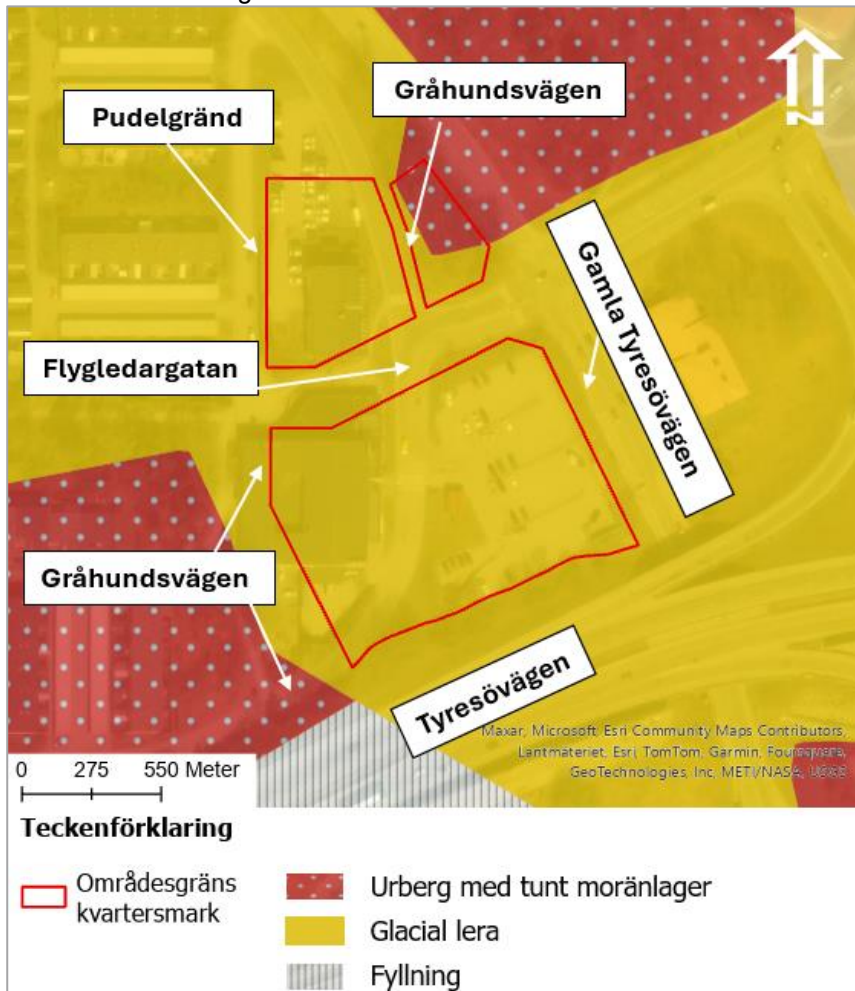 Gråhundsvägen
Pudelgränd
N
Gamla Tyresövägen
Flygledargatan
Gråhundsvägen
Tyresövägen
Maxar, Microsoft, Esri Community Maps Contributors,
Lantmateriet, Esri, TomTom, Garmin, Foursquare,
GeoTechnologies, Inc, METI/NASA, USGS
0 275 550 Meter
Teckenförklaring
Områdesgräns
kvartersmark
Urberg med tunt moränlager
Glacial lera
Fyllning